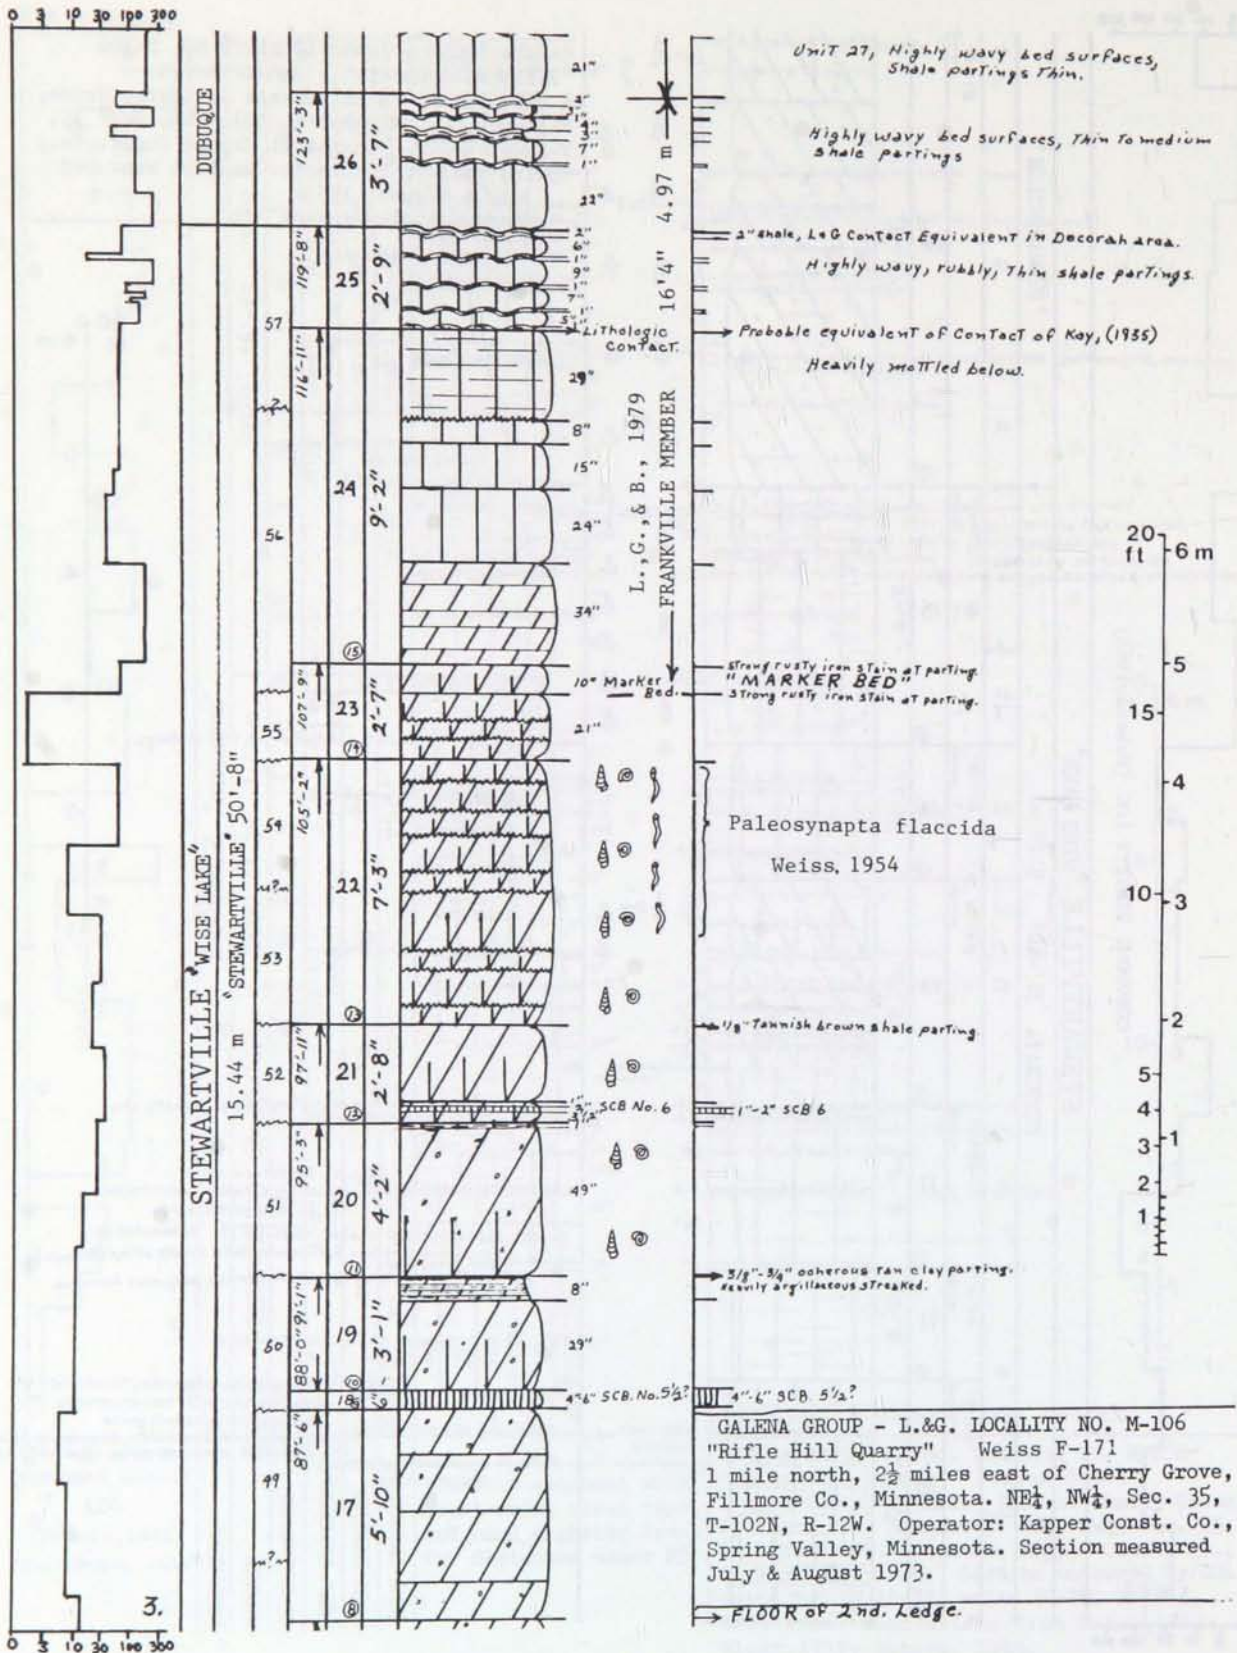 0 3 10 30 100 300
DUBUQUE
STEWARTVILLE "WISE LAKE"
15.44 m "STEWARTVILLE" 50'-8"
57
?
56
55
54
u?
53
52
51
50
49
u?
123'-3"
119'-8"
116'-11"
107'-9"
105'-2"
97'-11"
95'-3"
88'-0" 91'-1"
87'-6"
26
3'-7"
25
2'-9"
24
9'-2"
15
23
2'-7"
14
22
7'-3"
13
21
2'-8"
12
20
4'-2"
11
19
3'-1"
10
18
6"
17
5'-10"
8
21"
2"
7"
1"
22"
2"
6"
1"
9"
1"
7"
1"
5"
Lithologic
Contact.
29"
8"
15"
24"
34"
10" Marker
Bed.
21"
1"
SCB No. 6
49"
8"
29"
4"-6" SCB. No. 5½?
16'4" 4.97 m
L.,G.,& B., 1979
FRANKVILLE MEMBER
Unit 27, Highly wavy bed surfaces,
Shale partings Thin.
Highly wavy bed surfaces, Thin To medium
shale partings
2" shale, L&G Contact Equivalent in Decorah area.
Highly wavy, rubbly, Thin shale partings.
Probable equivalent of Contact of Kay, (1935)
Heavily mottled below.
strong rusty iron stain at parting.
"MARKER BED"
strong rusty iron stain at parting.
Paleosynapta flaccida
Weiss, 1954
1/8" Tannish brown shale parting.
1"-2" SCB 6
3/8"-3/4" ocherous tan clay parting.
Heavily argillaceous streaked.
4"-6" SCB. 5½?
20
ft
6 m
5
15
4
10
3
2
5
4
3
1
2
1
GALENA GROUP - L.&G. LOCALITY NO. M-106
"Rifle Hill Quarry" Weiss F-171
1 mile north, 2½ miles east of Cherry Grove,
Fillmore Co., Minnesota. NE¼, NW¼, Sec. 35,
T-102N, R-12W. Operator: Kapper Const. Co.,
Spring Valley, Minnesota. Section measured
July & August 1973.
FLOOR of 2nd. Ledge.
3.
0 3 10 30 100 300